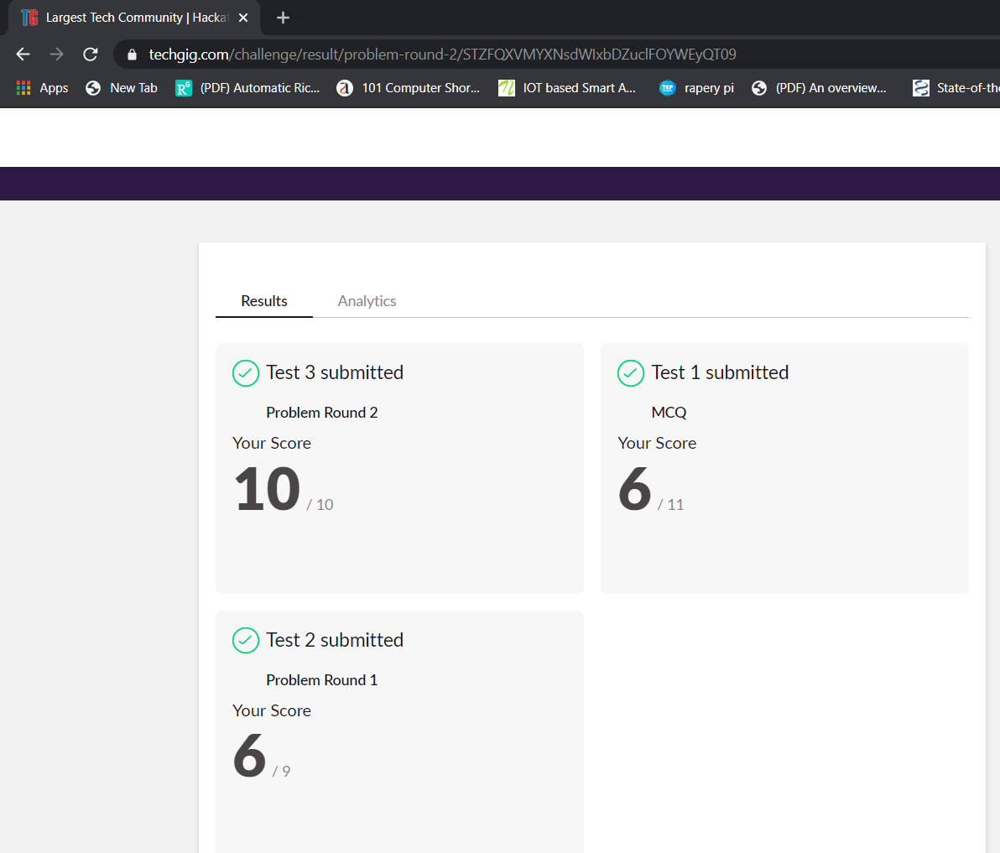 Largest Tech Community | Hacka
techgig.com/challenge/result/problem-round-2/
Apps New Tab (PDF) Automatic Ric... 101 Computer Shor... IOT based Smart A... rapery pi (PDF) An overview... State-of-the
Results Analytics
Test 3 submitted
Problem Round 2
Your Score
10 / 10
Test 1 submitted
MCQ
Your Score
6 / 11
Test 2 submitted
Problem Round 1
Your Score
6 / 9